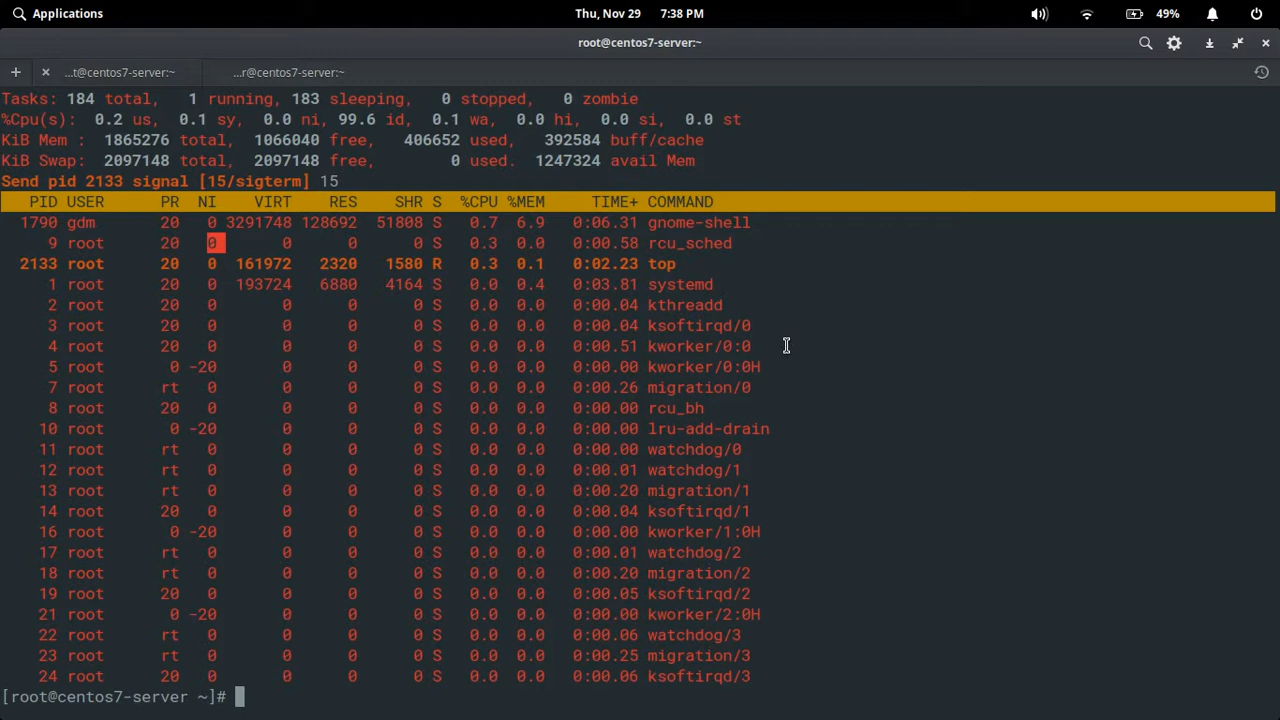 Applications Thu, Nov 29 7:38 PM 49%
root@centos7-server:~
...t@centos7-server:~ ...r@centos7-server:~
Tasks: 184 total, 1 running, 183 sleeping, 0 stopped, 0 zombie
%Cpu(s): 0.2 us, 0.1 sy, 0.0 ni, 99.6 id, 0.1 wa, 0.0 hi, 0.0 si, 0.0 st
KiB Mem : 1865276 total, 1066040 free, 406652 used, 392584 buff/cache
KiB Swap: 2097148 total, 2097148 free, 0 used. 1247324 avail Mem
Send pid 2133 signal [15/sigterm] 15
PID USER PR NI VIRT RES SHR S %CPU %MEM TIME+ COMMAND
1790 gdm 20 0 3291748 128692 51808 S 0.7 6.9 0:06.31 gnome-shell
9 root 20 0 0 0 0 S 0.3 0.0 0:00.58 rcu_sched
2133 root 20 0 161972 2320 1580 R 0.3 0.1 0:02.23 top
1 root 20 0 193724 6880 4164 S 0.0 0.4 0:03.81 systemd
2 root 20 0 0 0 0 S 0.0 0.0 0:00.04 kthreadd
3 root 20 0 0 0 0 S 0.0 0.0 0:00.04 ksoftirqd/0
4 root 20 0 0 0 0 S 0.0 0.0 0:00.51 kworker/0:0
5 root 0 -20 0 0 0 S 0.0 0.0 0:00.00 kworker/0:0H
7 root rt 0 0 0 0 S 0.0 0.0 0:00.26 migration/0
8 root 20 0 0 0 0 S 0.0 0.0 0:00.00 rcu_bh
10 root 0 -20 0 0 0 S 0.0 0.0 0:00.00 lru-add-drain
11 root rt 0 0 0 0 S 0.0 0.0 0:00.00 watchdog/0
12 root rt 0 0 0 0 S 0.0 0.0 0:00.01 watchdog/1
13 root rt 0 0 0 0 S 0.0 0.0 0:00.20 migration/1
14 root 20 0 0 0 0 S 0.0 0.0 0:00.04 ksoftirqd/1
16 root 0 -20 0 0 0 S 0.0 0.0 0:00.00 kworker/1:0H
17 root rt 0 0 0 0 S 0.0 0.0 0:00.01 watchdog/2
18 root rt 0 0 0 0 S 0.0 0.0 0:00.20 migration/2
19 root 20 0 0 0 0 S 0.0 0.0 0:00.05 ksoftirqd/2
21 root 0 -20 0 0 0 S 0.0 0.0 0:00.00 kworker/2:0H
22 root rt 0 0 0 0 S 0.0 0.0 0:00.06 watchdog/3
23 root rt 0 0 0 0 S 0.0 0.0 0:00.25 migration/3
24 root 20 0 0 0 0 S 0.0 0.0 0:00.06 ksoftirqd/3
[root@centos7-server ~]#